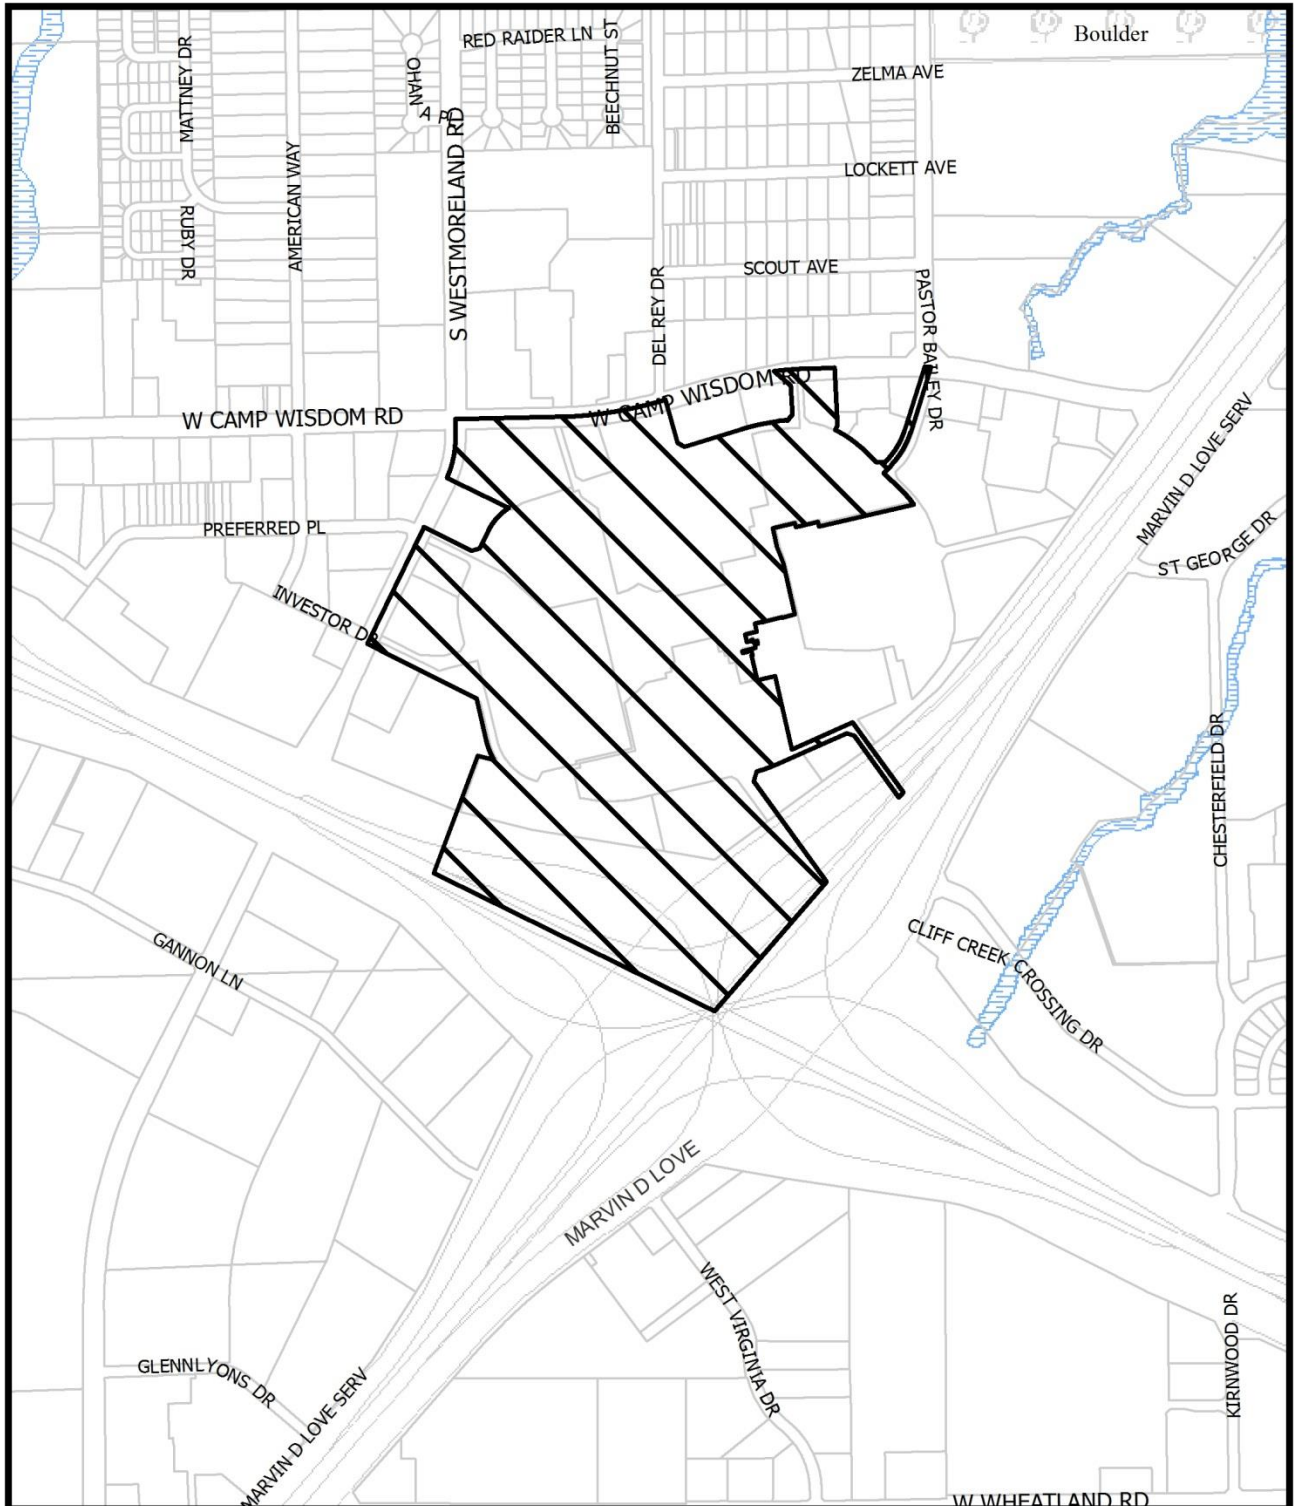 RED RAIDER LN
BEECHNUT ST
Boulder
MATTNEY DR
ZELMA AVE
OHAN
A
AMERICAN WAY
S WESTMORELAND RD
LOCKETT AVE
RUBY DR
SCOUT AVE
DEL REY DR
PASTOR BAILEY DR
W CAMP WISDOM RD
W CAMP WISDOM RD
MARVIN D LOVE SERV
PREFERRED PL
ST GEORGE DR
INVESTOR DR
CHESTERFIELD DR
GANNON LN
CLIFF CREEK CROSSING DR
MARVIN D LOVE
WEST VIRGINIA DR
KIRNWOOD DR
GLENNLYONS DR
MARVIN D LOVE SERV
W WHEATLAND RD